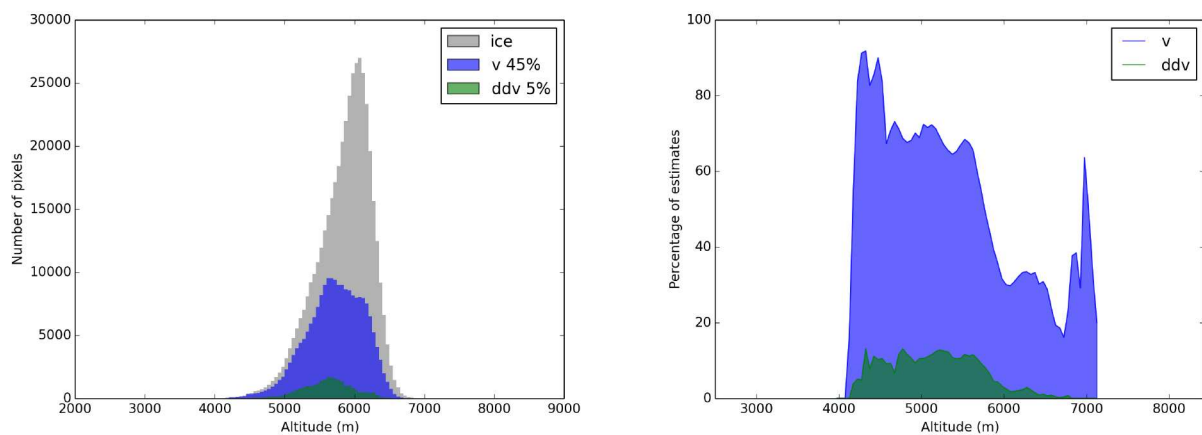 30000
25000
20000
15000
10000
5000
0
Number of pixels
2000 3000 4000 5000 6000 7000 8000 9000
Altitude (m)
ice
v 45%
ddv 5%
100
80
60
40
20
0
Percentage of estimates
3000 4000 5000 6000 7000 8000
Altitude (m)
v
ddv